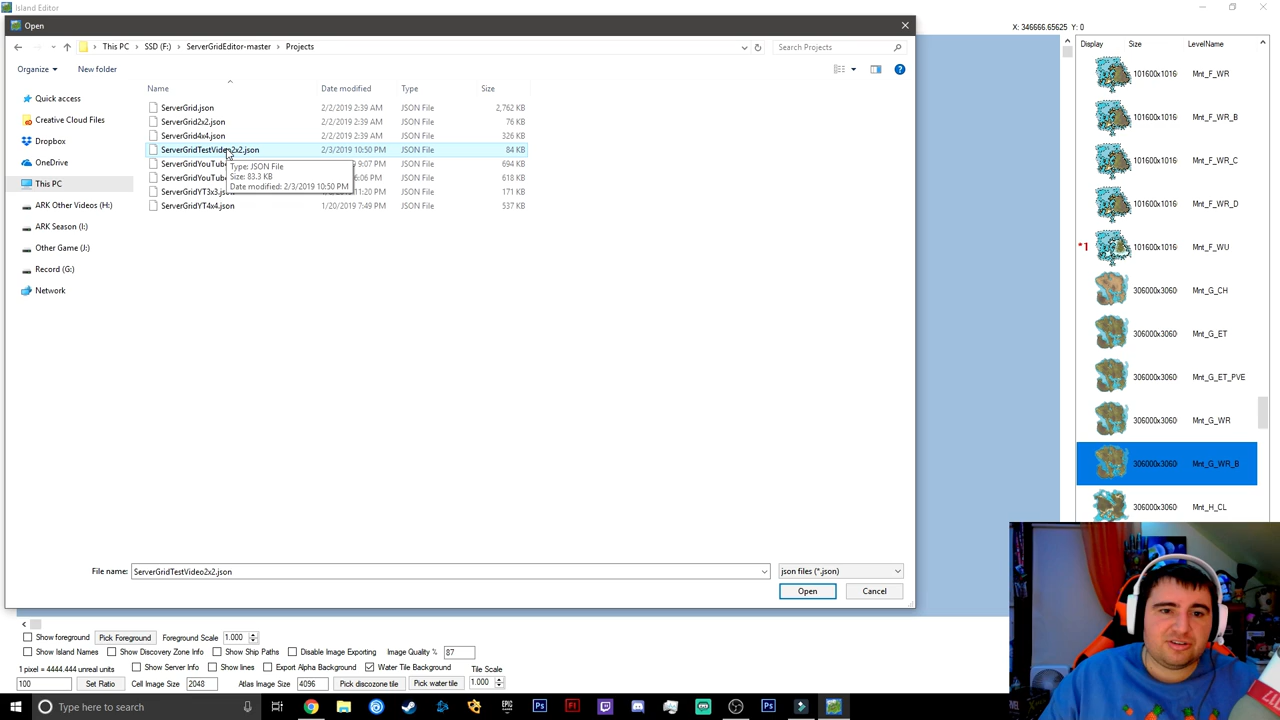 Island Editor
Open
X: 346666.65625 Y: 0
This PC > SSD (F:) > ServerGridEditor-master > Projects
Search Projects
Organize
New folder
Display Size LevelName
Name Date modified Type Size
Quick access
Creative Cloud Files
Dropbox
OneDrive
This PC
ARK Other Videos (H:)
ARK Season (I:)
Other Game (J:)
Record (G:)
Network
ServerGrid.json 2/2/2019 2:39 AM JSON File 2,762 KB
ServerGrid2x2.json 2/2/2019 2:39 AM JSON File 76 KB
ServerGrid4x4.json 2/2/2019 2:39 AM JSON File 326 KB
ServerGridTestVideo2x2.json 2/3/2019 10:50 PM JSON File 84 KB
ServerGridYouTube 9:07 PM JSON File 694 KB
ServerGridYouTube 6:06 PM JSON File 618 KB
ServerGridYT3x3.json 11:20 PM JSON File 171 KB
ServerGridYT4x4.json 1/20/2019 7:49 PM JSON File 537 KB
Type: JSON File
Size: 83.3 KB
Date modified: 2/3/2019 10:50 PM
101600x1016 Mnt_F_WR
101600x1016 Mnt_F_WR_B
101600x1016 Mnt_F_WR_C
101600x1016 Mnt_F_WR_D
*1 101600x1016 Mnt_F_WU
306000x3060 Mnt_G_CH
306000x3060 Mnt_G_ET
306000x3060 Mnt_G_ET_PVE
306000x3060 Mnt_G_WR
306000x3060 Mnt_G_WR_B
306000x3060 Mnt_H_CL
File name: ServerGridTestVideo2x2.json json files (*.json)
Open Cancel
Show foreground Pick Foreground Foreground Scale 1.000
Show Island Names Show Discovery Zone Info Show Ship Paths Disable Image Exporting Image Quality % 87
1 pixel = 4444.444 unreal units Show Server Info Show lines Export Alpha Background Water Tile Background Tile Scale
100 Set Ratio Cell Image Size 2048 Atlas Image Size 4096 Pick discozone tile Pick water tile 1.000
Type here to search